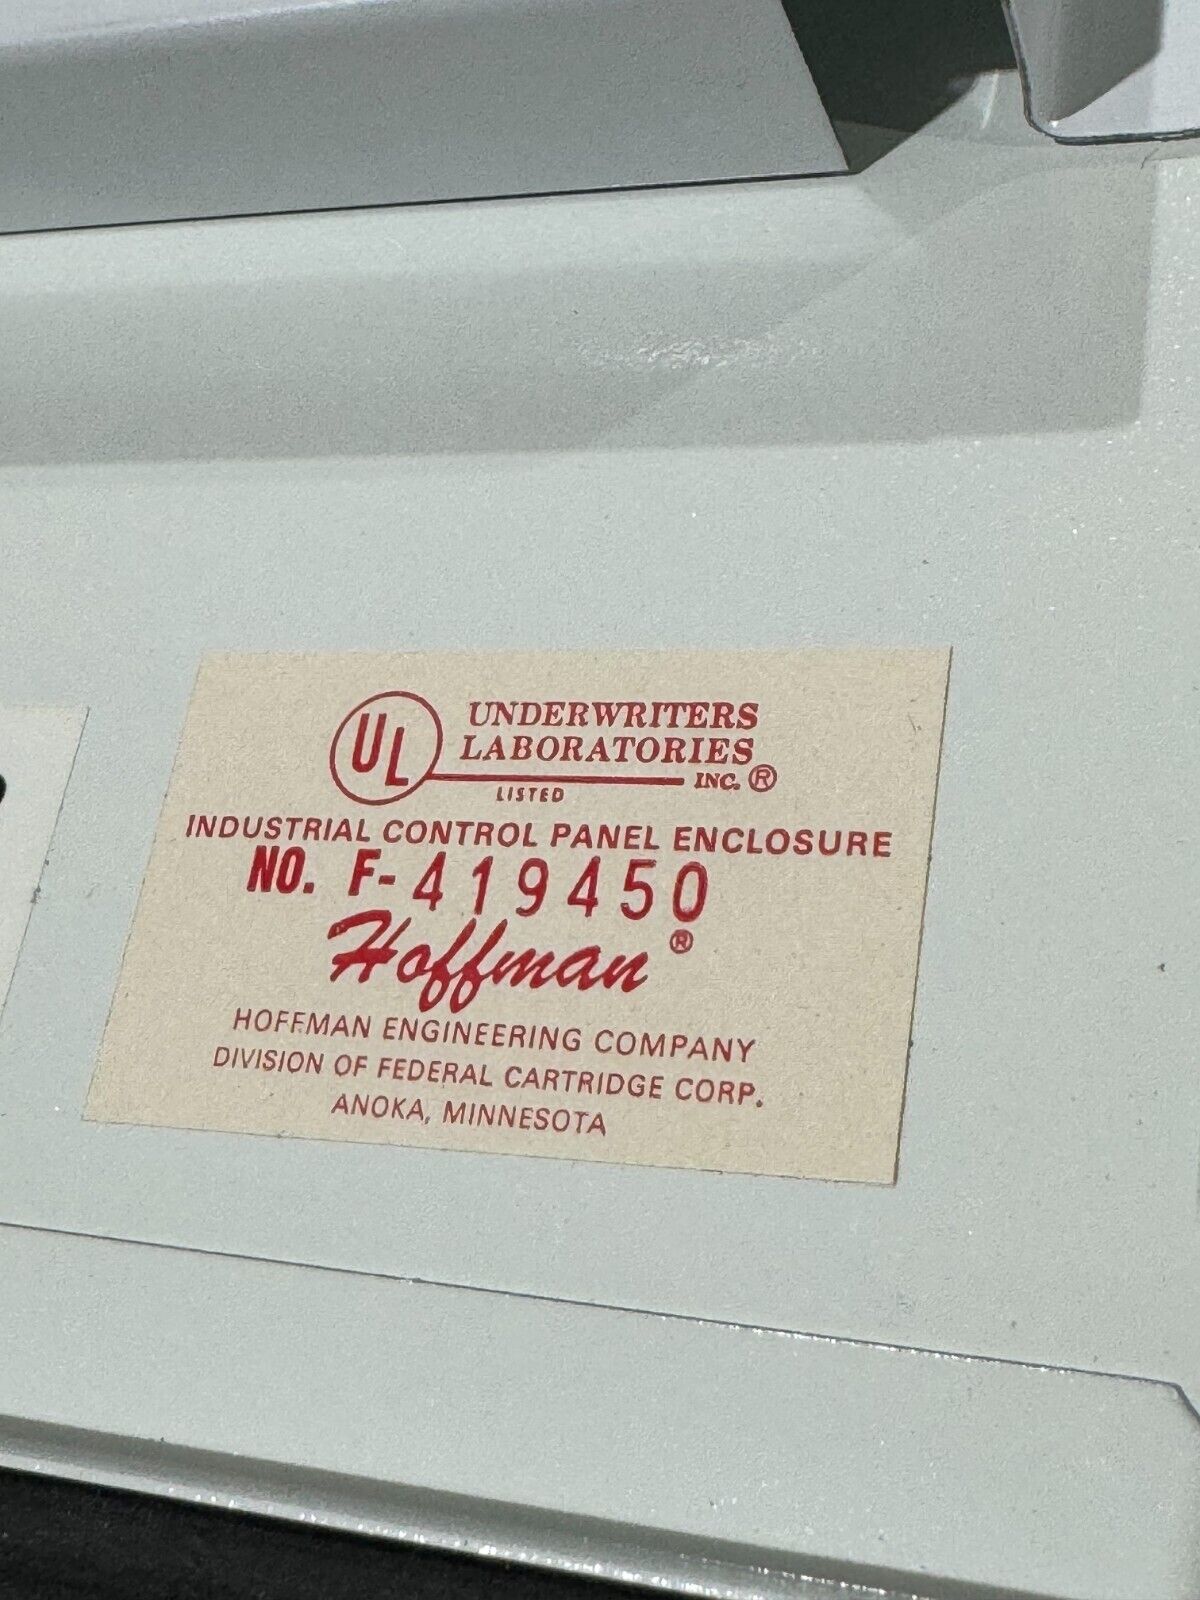 UL
UNDERWRITERS
LABORATORIES
INC.®
LISTED
INDUSTRIAL CONTROL PANEL ENCLOSURE
NO. F-419450
Hoffman®
HOFFMAN ENGINEERING COMPANY
DIVISION OF FEDERAL CARTRIDGE CORP.
ANOKA, MINNESOTA